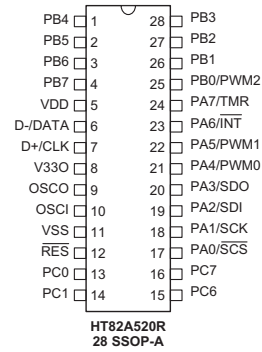 PB4 1 28 PB3
PB5 2 27 PB2
PB6 3 26 PB1
PB7 4 25 PB0/PWM2
VDD 5 24 PA7/TMR
D-/DATA 6 23 PA6/INT
D+/CLK 7 22 PA5/PWM1
V33O 8 21 PA4/PWM0
OSCO 9 20 PA3/SDO
OSCI 10 19 PA2/SDI
VSS 11 18 PA1/SCK
RES 12 17 PA0/SCS
PC0 13 16 PC7
PC1 14 15 PC6
HT82A520R
28 SSOP-A